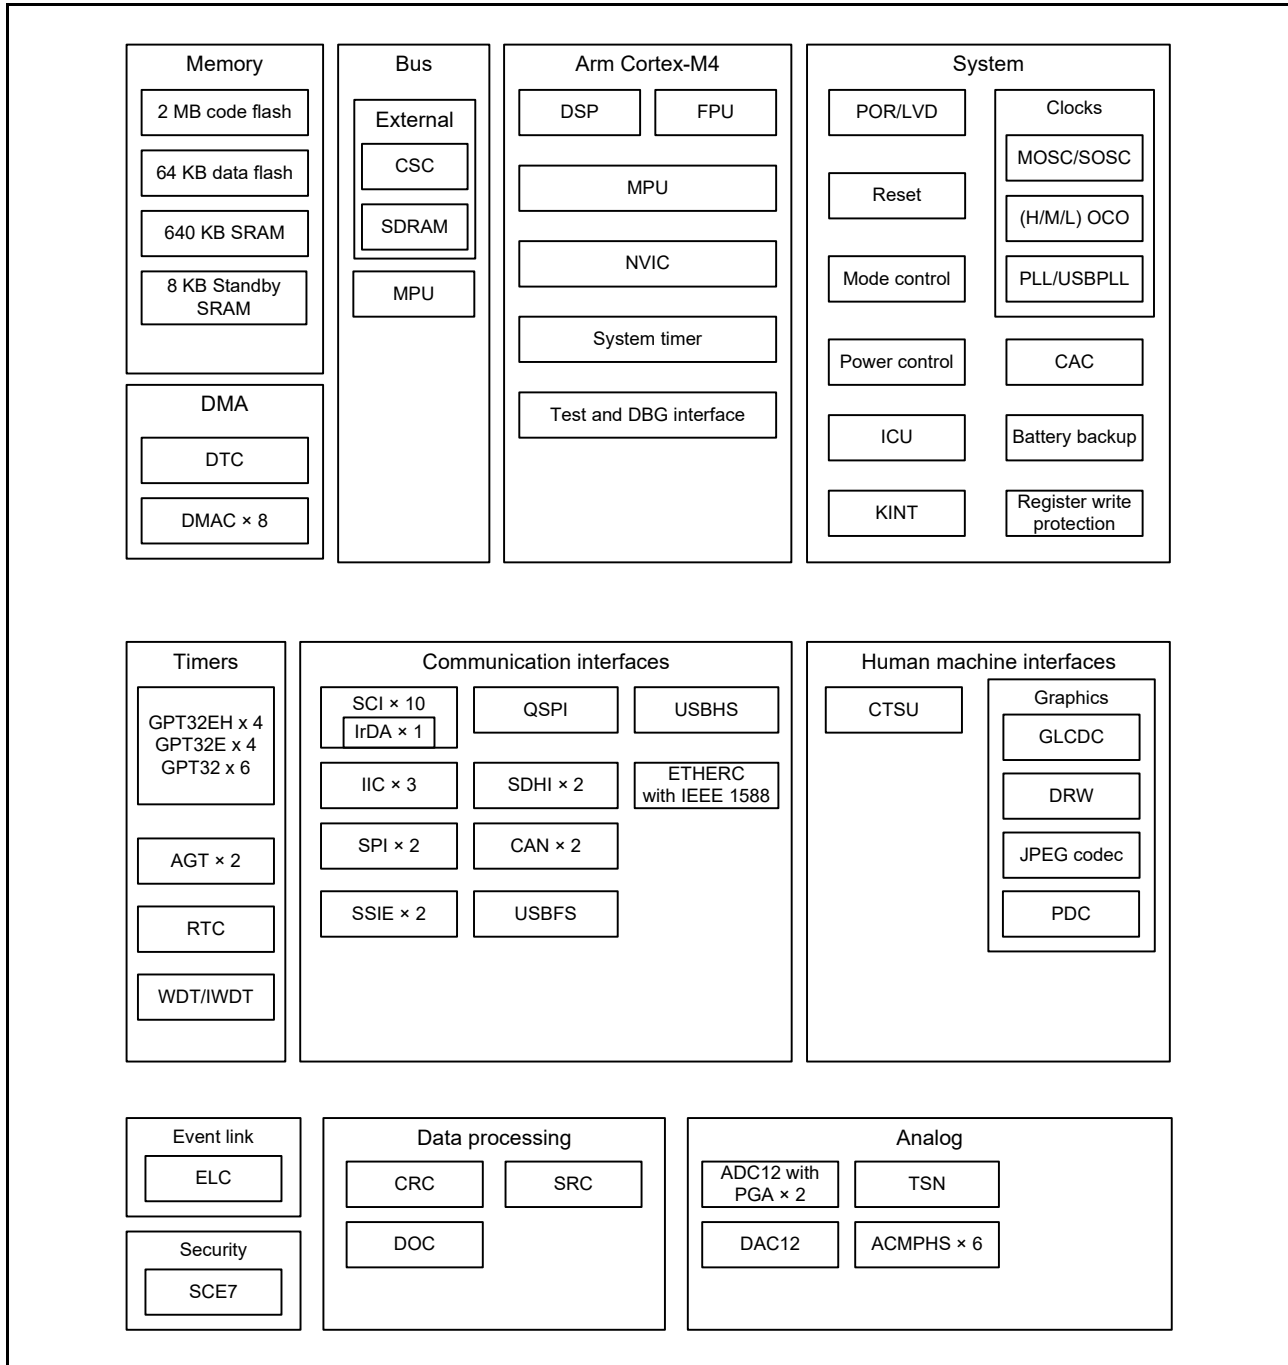 Memory
2 MB code flash
64 KB data flash
640 KB SRAM
8 KB Standby
SRAM
DMA
DTC
DMAC × 8
Bus
External
CSC
SDRAM
MPU
Arm Cortex-M4
DSP
FPU
MPU
NVIC
System timer
Test and DBG interface
System
POR/LVD
Reset
Mode control
Power control
ICU
KINT
Clocks
MOSC/SOSC
(H/M/L) OCO
PLL/USBPLL
CAC
Battery backup
Register write
protection
Timers
GPT32EH x 4
GPT32E x 4
GPT32 x 6
AGT × 2
RTC
WDT/IWDT
Communication interfaces
SCI × 10
IrDA × 1
IIC × 3
SPI × 2
SSIE × 2
QSPI
SDHI × 2
CAN × 2
USBFS
USBHS
ETHERC
with IEEE 1588
Human machine interfaces
CTSU
Graphics
GLCDC
DRW
JPEG codec
PDC
Event link
ELC
Security
SCE7
Data processing
CRC
SRC
DOC
Analog
ADC12 with
PGA × 2
TSN
DAC12
ACMPHS × 6